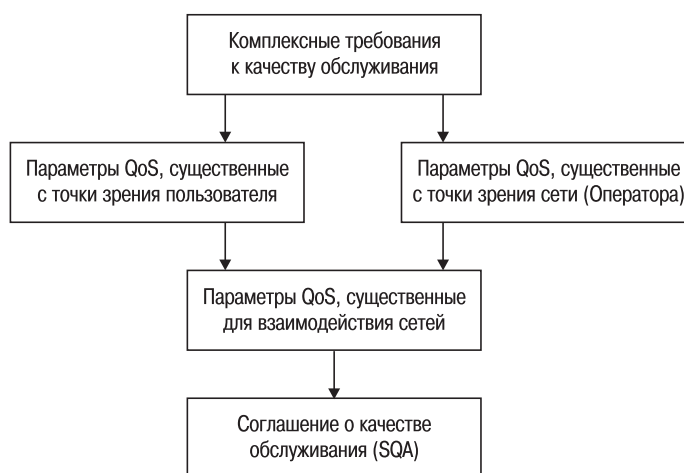 Комплексные требования
к качеству обслуживания
Параметры QoS, существенные
с точки зрения пользователя
Параметры QoS, существенные
с точки зрения сети (Оператора)
Параметры QoS, существенные
для взаимодействия сетей
Соглашение о качестве
обслуживания (SQA)